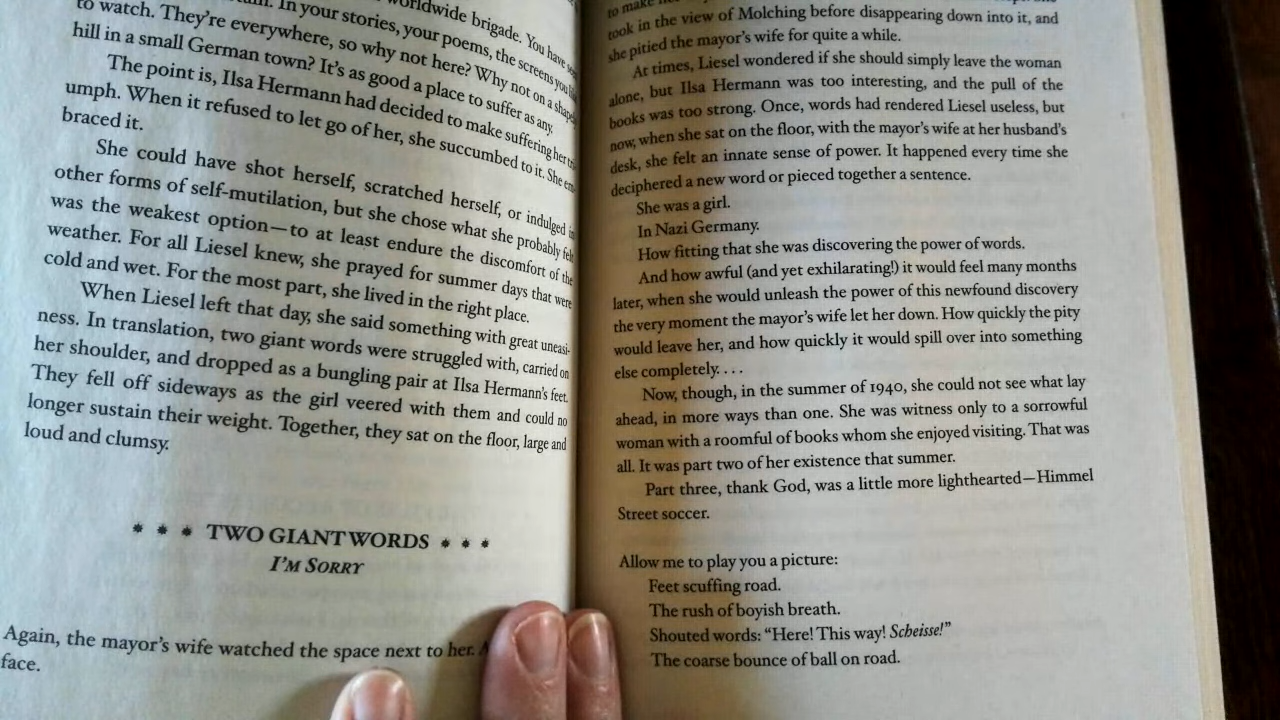 worldwide brigade. You have
In your stories, your poems, the screens you
to watch. They're everywhere, so why not here? Why not on a
hill in a small German town? It's as good a place to suffer as any.
The point is, Ilsa Hermann had decided to make suffering her
umph. When it refused to let go of her, she succumbed to it. She em-
braced it.
She could have shot herself, scratched herself, or indulged in
other forms of self-mutilation, but she chose what she probably felt
was the weakest option—to at least endure the discomfort of the
weather. For all Liesel knew, she prayed for summer days that were
cold and wet. For the most part, she lived in the right place.
When Liesel left that day, she said something with great uneasi-
ness. In translation, two giant words were struggled with, carried on
her shoulder, and dropped as a bungling pair at Ilsa Hermann's feet.
They fell off sideways as the girl veered with them and could no
longer sustain their weight. Together, they sat on the floor, large and
loud and clumsy.
* * * TWO GIANT WORDS * * *
I'M SORRY
Again, the mayor's wife watched the space next to her.
face.
to make
took in the view of Molching before disappearing down into it, and
she pitied the mayor's wife for quite a while.
At times, Liesel wondered if she should simply leave the woman
alone, but Ilsa Hermann was too interesting, and the pull of the
books was too strong. Once, words had rendered Liesel useless, but
now, when she sat on the floor, with the mayor's wife at her husband's
desk, she felt an innate sense of power. It happened every time she
deciphered a new word or pieced together a sentence.
She was a girl.
In Nazi Germany.
How fitting that she was discovering the power of words.
And how awful (and yet exhilarating!) it would feel many months
later, when she would unleash the power of this newfound discovery
the very moment the mayor's wife let her down. How quickly the pity
would leave her, and how quickly it would spill over into something
else completely. . . .
Now, though, in the summer of 1940, she could not see what lay
ahead, in more ways than one. She was witness only to a sorrowful
woman with a roomful of books whom she enjoyed visiting. That was
all. It was part two of her existence that summer.
Part three, thank God, was a little more lighthearted—Himmel
Street soccer.
Allow me to play you a picture:
Feet scuffing road.
The rush of boyish breath.
Shouted words: "Here! This way! Scheisse!"
The coarse bounce of ball on road.